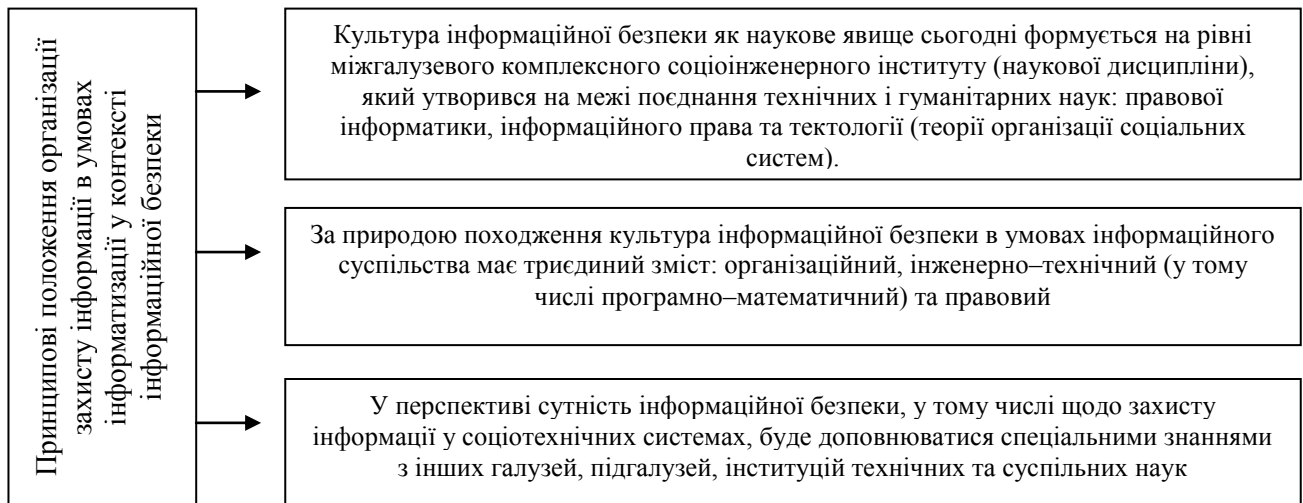 Принципові положення організації
захисту інформації в умовах
інформатизації у контексті
інформаційної безпеки
Культура інформаційної безпеки як наукове явище сьогодні формується на рівні
міжгалузевого комплексного соціоінженерного інституту (наукової дисципліни),
який утворився на межі поєднання технічних і гуманітарних наук: правової
інформатики, інформаційного права та тектології (теорії організації соціальних
систем).
За природою походження культура інформаційної безпеки в умовах інформаційного
суспільства має триєдиний зміст: організаційний, інженерно–технічний (у тому
числі програмно–математичний) та правовий
У перспективі сутність інформаційної безпеки, у тому числі щодо захисту
інформації у соціотехнічних системах, буде доповнюватися спеціальними знаннями
з інших галузей, підгалузей, інституцій технічних та суспільних наук